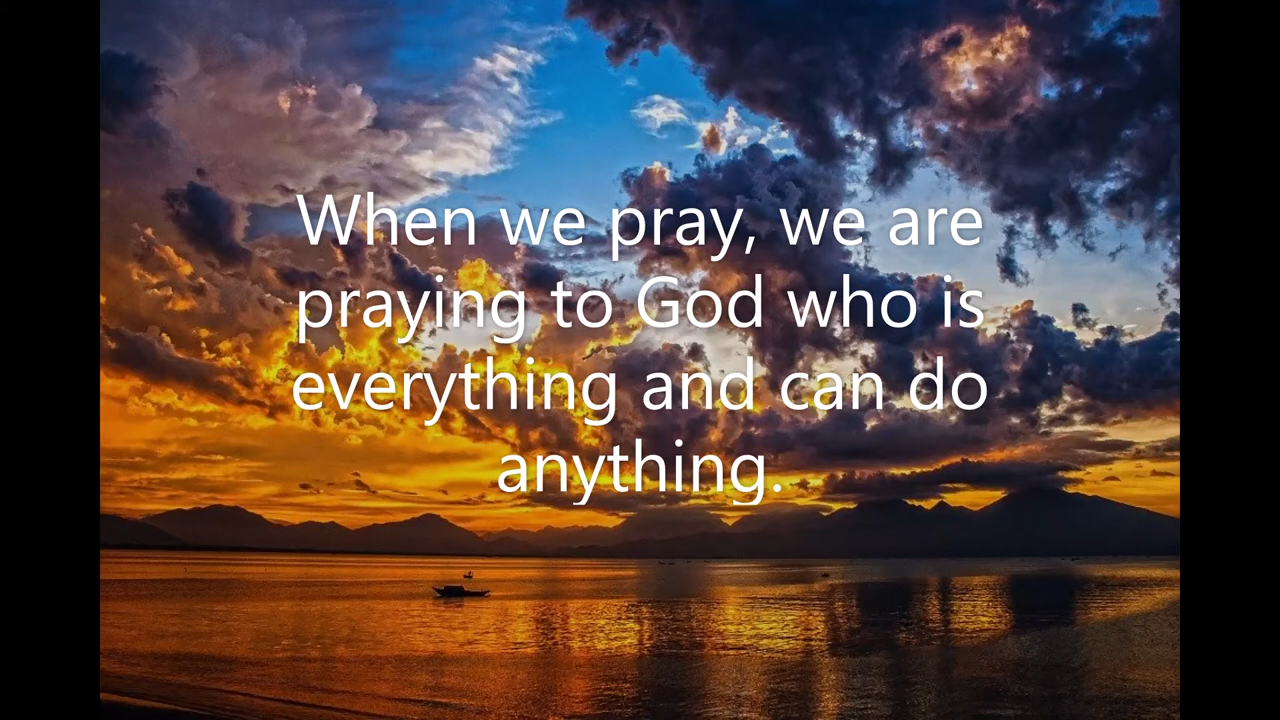 When we pray, we are
praying to God who is
everything and can do
anything.